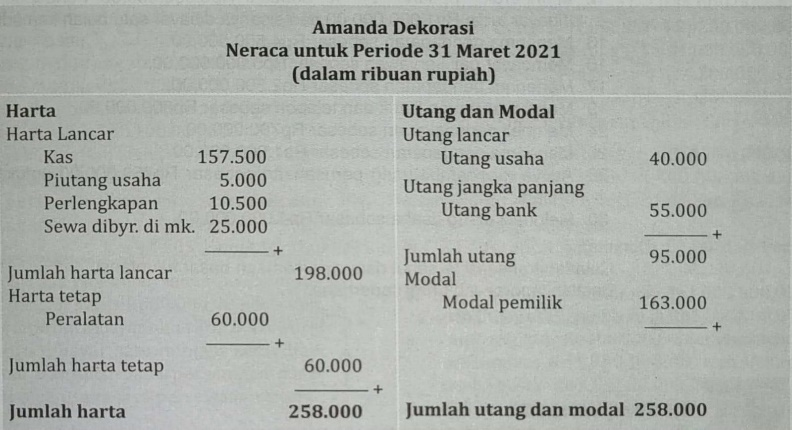 Amanda Dekorasi
Neraca untuk Periode 31 Maret 2021
(dalam ribuan rupiah)
Harta
Harta Lancar
Kas 157.500
Piutang usaha 5.000
Perlengkapan 10.500
Sewa dibyr. di mk. 25.000
+
Jumlah harta lancar 198.000
Harta tetap
Peralatan 60.000
+
Jumlah harta tetap 60.000
+
Jumlah harta 258.000
Utang dan Modal
Utang lancar
Utang usaha 40.000
Utang jangka panjang
Utang bank 55.000
+
Jumlah utang 95.000
Modal
Modal pemilik 163.000
+
Jumlah utang dan modal 258.000